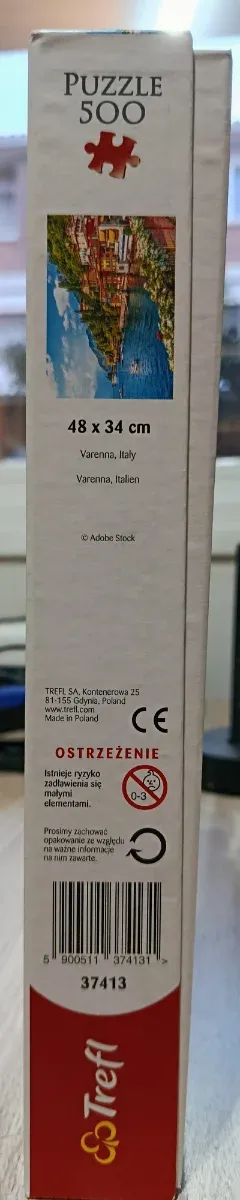 PUZZLE
500
48 x 34 cm
Varenna, Italy
Varenna, Italien
© Adobe Stock
TREFL SA, Kontenerowa 25
81-155 Gdynia, Poland
www.trefl.com
Made in Poland
CE
OSTRZEŻENIE
Istnieje ryzyko
zadławienia się
małymi
elementami.
0-3
Prosimy zachować
opakowanie ze względu
na ważne informacje
na nim zawarte.
5 900511 374131 >
37413
Trefl